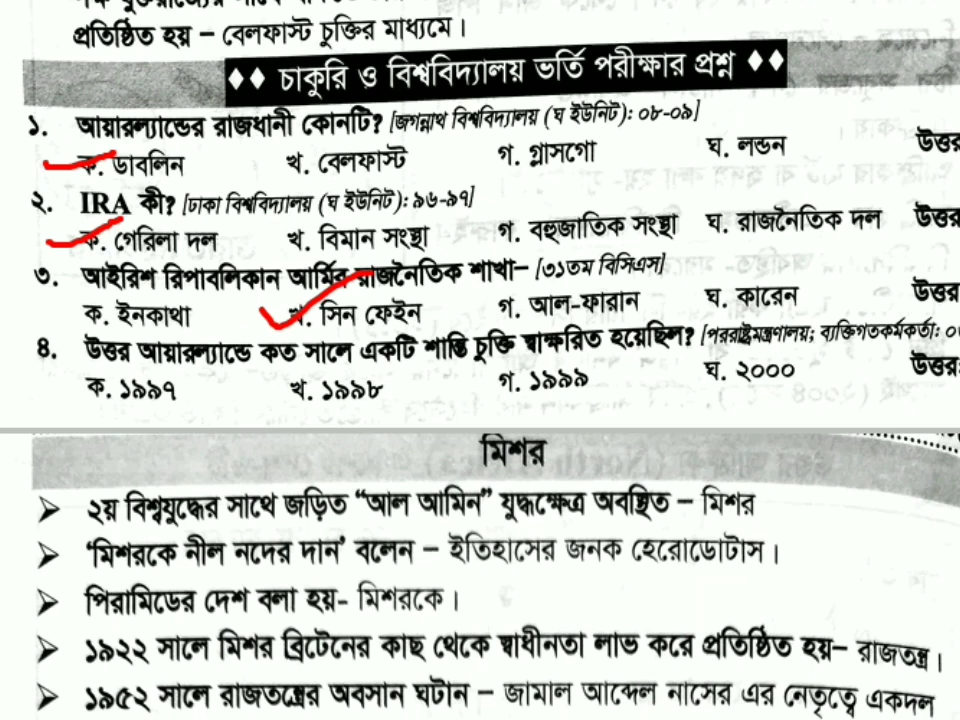 প্রতিষ্ঠিত হয় – বেলফাস্ট চুক্তির মাধ্যমে।
♦♦ চাকুরি ও বিশ্ববিদ্যালয় ভর্তি পরীক্ষার প্রশ্ন ♦♦
১. আয়ারল্যান্ডের রাজধানী কোনটি? [জগন্নাথ বিশ্ববিদ্যালয় (ঘ ইউনিট): ০৮-০৯]
ক. ডাবলিন খ. বেলফাস্ট গ. গ্লাসগো ঘ. লন্ডন উত্তর
২. IRA কী? [ঢাকা বিশ্ববিদ্যালয় (ঘ ইউনিট): ৯৬-৯৭]
ক. গেরিলা দল খ. বিমান সংস্থা গ. বহুজাতিক সংস্থা ঘ. রাজনৈতিক দল উত্তর
৩. আইরিশ রিপাবলিকান আর্মির রাজনৈতিক শাখা– [৩১তম বিসিএস]
ক. ইনকাথা খ. সিন ফেইন গ. আল-ফারান ঘ. কারেন উত্তর
৪. উত্তর আয়ারল্যান্ডে কত সালে একটি শান্তি চুক্তি স্বাক্ষরিত হয়েছিল? [পররাষ্ট্রমন্ত্রণালয়; ব্যক্তিগতকর্মকর্তা:
ক. ১৯৯৭ খ. ১৯৯৮ গ. ১৯৯৯ ঘ. ২০০০ উত্তর:
মিশর
➤ ২য় বিশ্বযুদ্ধের সাথে জড়িত “আল আমিন” যুদ্ধক্ষেত্র অবস্থিত – মিশর
➤ ‘মিশরকে নীল নদের দান’ বলেন – ইতিহাসের জনক হেরোডোটাস।
➤ পিরামিডের দেশ বলা হয়- মিশরকে।
➤ ১৯২২ সালে মিশর ব্রিটেনের কাছ থেকে স্বাধীনতা লাভ করে প্রতিষ্ঠিত হয়– রাজতন্ত্র।
➤ ১৯৫২ সালে রাজতন্ত্রের অবসান ঘটান – জামাল আব্দেল নাসের এর নেতৃত্বে একদল